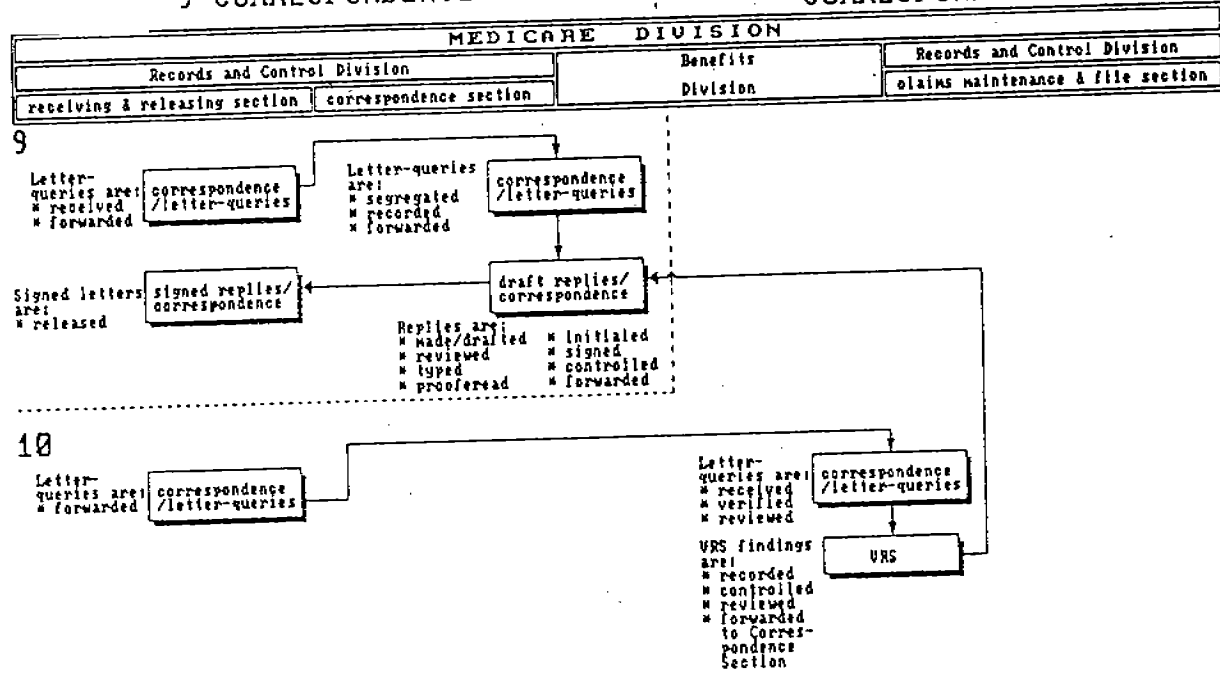 MEDICARE DIVISION
Records and Control Division
Benefits
Division
Records and Control Division
receiving & releasing section
correspondence section
claims maintenance & file section
9
Letter-
queries are:
* received
* forwarded
correspondence
/letter-queries
Letter-queries
are:
* segregated
* recorded
* forwarded
correspondence
/letter-queries
Signed letters
are:
* released
signed replies/
correspondence
draft replies/
correspondence
Replies are:
* made/drafted
* reviewed
* typed
* prooferead
* initialed
* signed
* controlled
* forwarded
10
Letter-
queries are:
* forwarded
correspondence
/letter-queries
Letter-
queries are:
* received
* verified
* reviewed
correspondence
/letter-queries
VRS findings
are:
* recorded
* controlled
* reviewed
* forwarded
to Corres-
pondence
Section
VRS